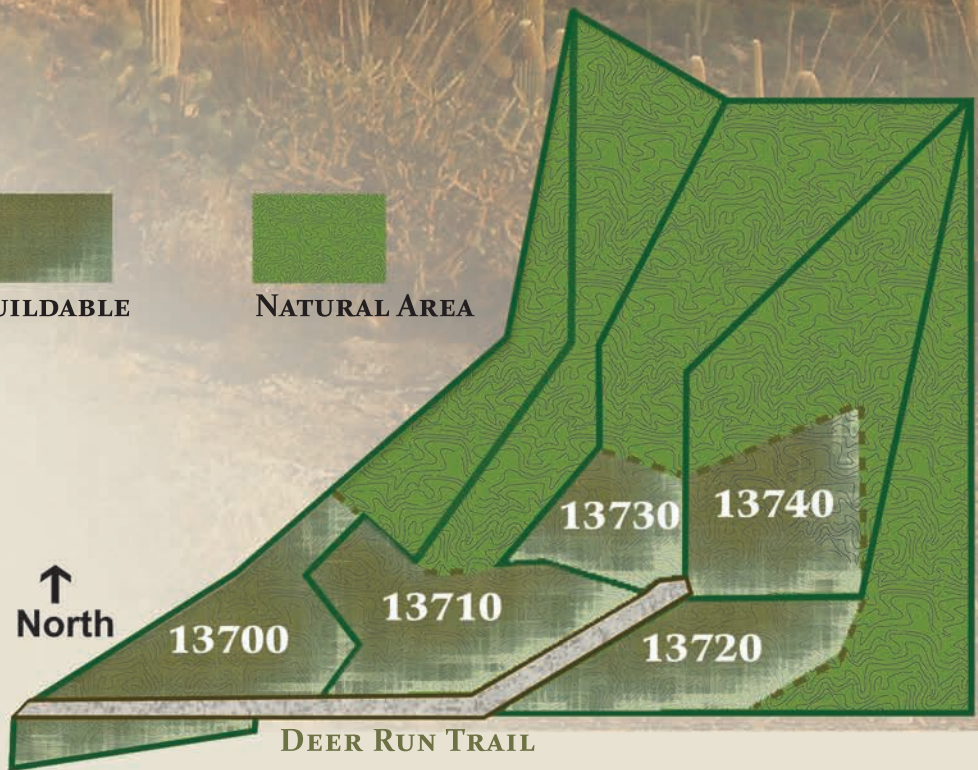 UILDABLE
NATURAL AREA
13730
13740
13710
13700
13720
North
DEER RUN TRAIL